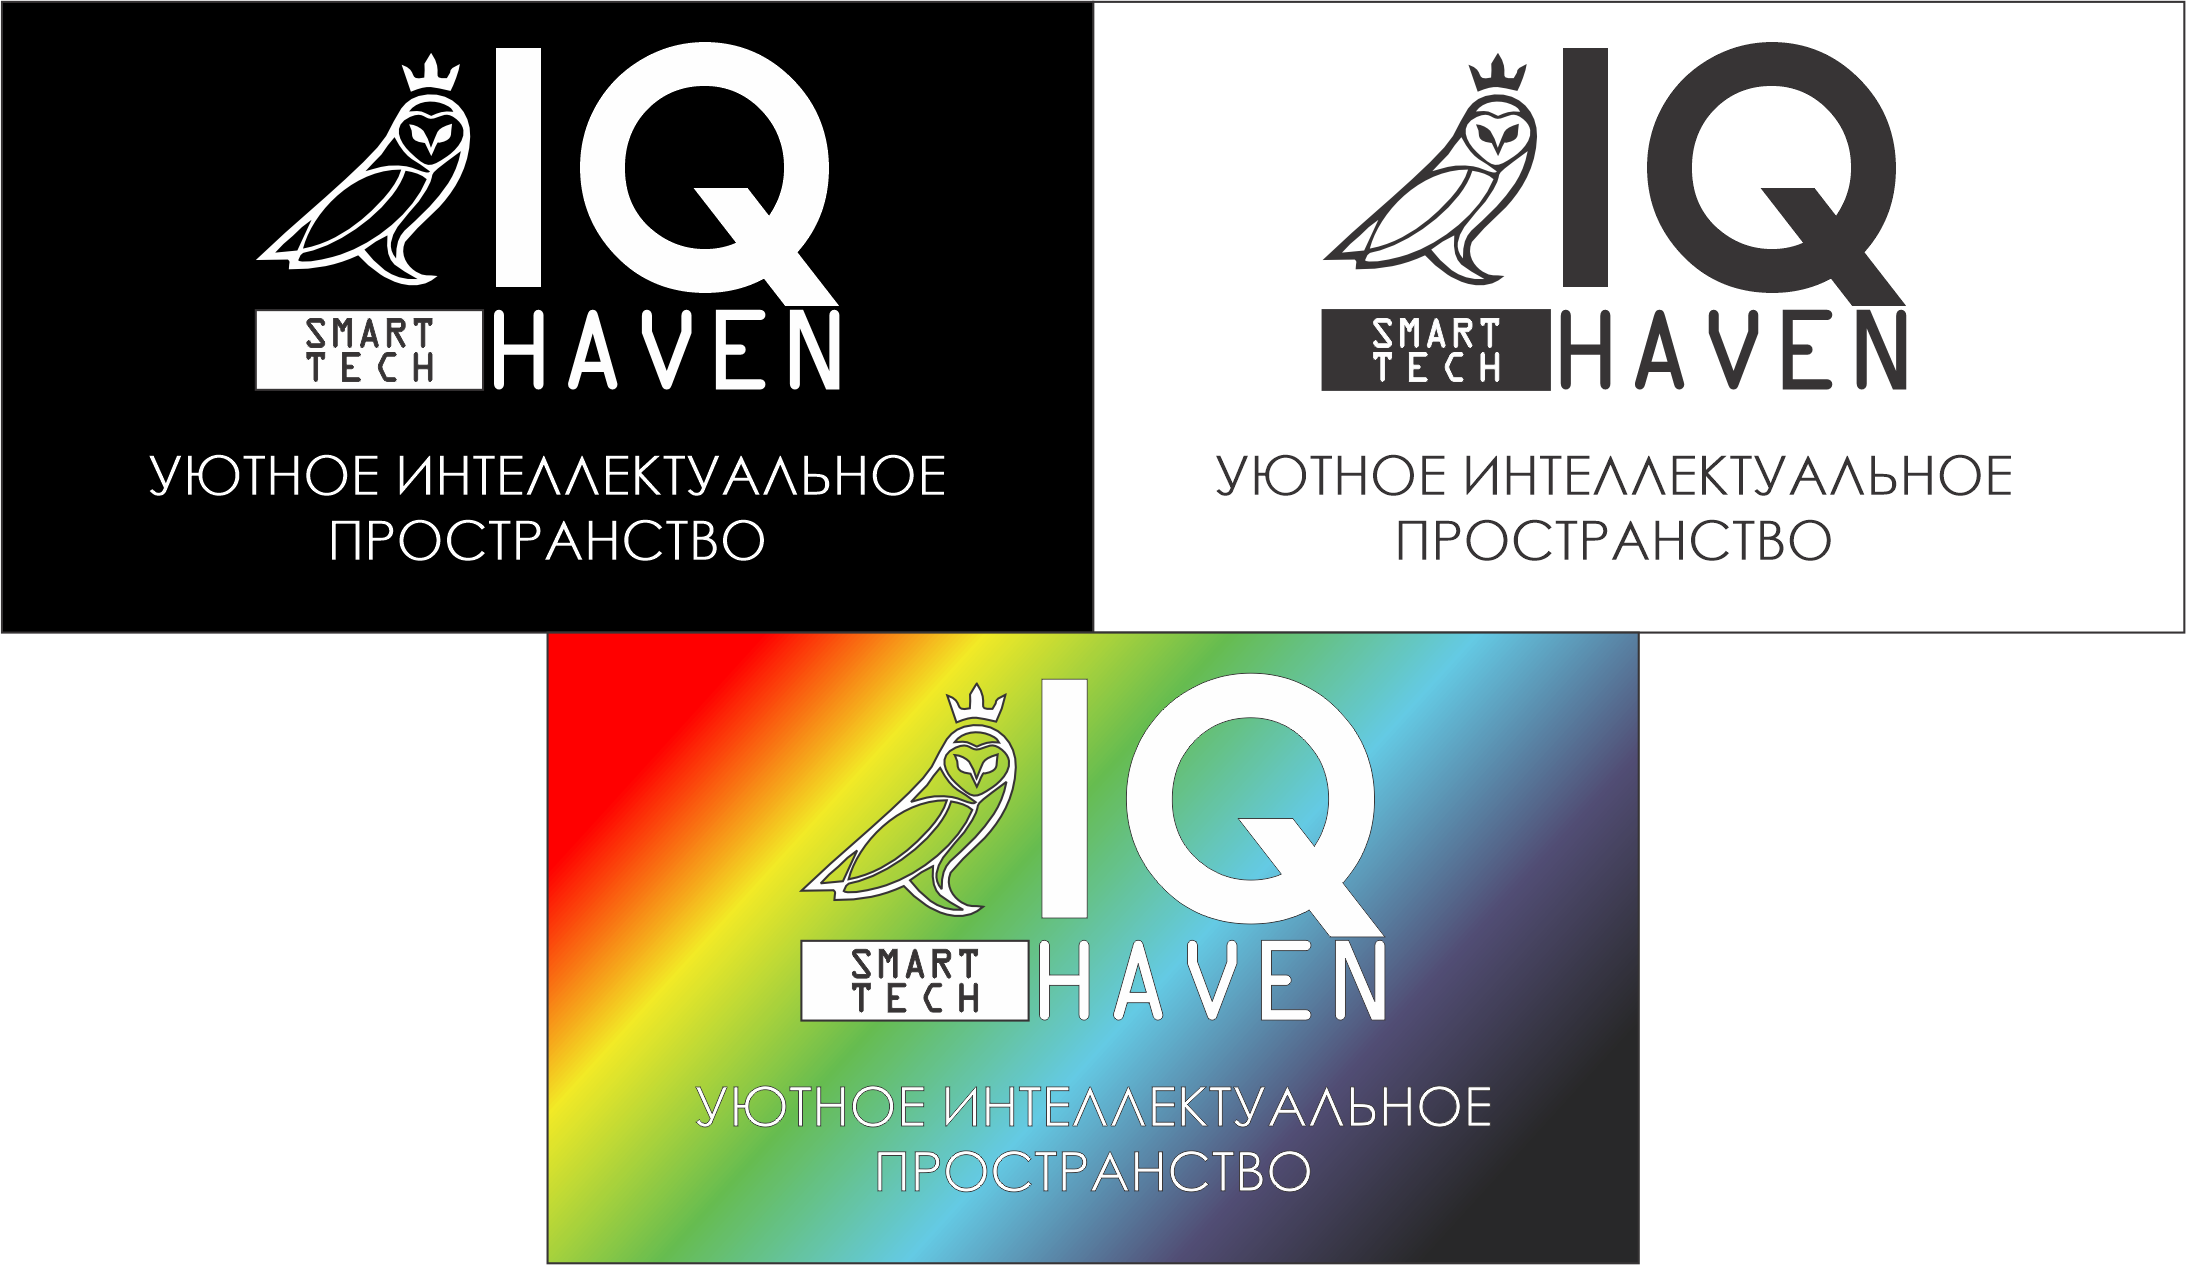 IQ
SMART
TECH
HAVEN
УЮТНОЕ ИНТЕЛЛЕКТУАЛЬНОЕ
ПРОСТРАНСТВО
IQ
SMART
TECH
HAVEN
УЮТНОЕ ИНТЕЛЛЕКТУАЛЬНОЕ
ПРОСТРАНСТВО
IQ
SMART
TECH
HAVEN
УЮТНОЕ ИНТЕЛЛЕКТУАЛЬНОЕ
ПРОСТРАНСТВО